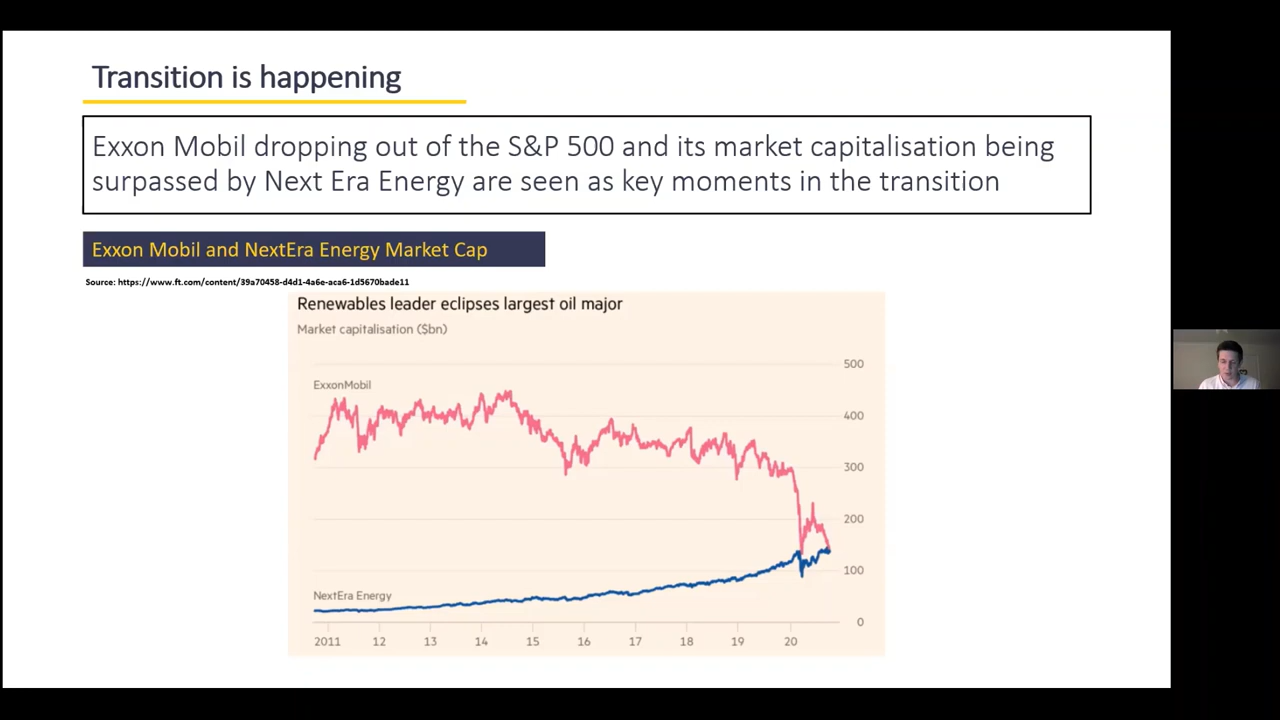 Transition is happening
Exxon Mobil dropping out of the S&P 500 and its market capitalisation being
surpassed by Next Era Energy are seen as key moments in the transition
Exxon Mobil and NextEra Energy Market Cap
Source: https://www.ft.com/content/39a70458-d4d1-4a6e-aca6-1d5670bade11
Renewables leader eclipses largest oil major
Market capitalisation ($bn)
500
ExxonMobil
400
300
200
100
NextEra Energy
0
2011 12 13 14 15 16 17 18 19 20